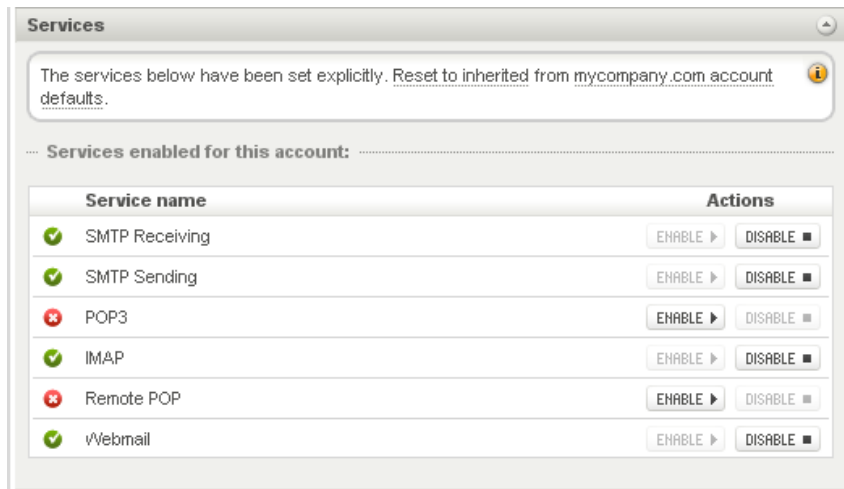 Services
The services below have been set explicitly. Reset to inherited from mycompany.com account
defaults.
Services enabled for this account:
Service name Actions
SMTP Receiving ENABLE DISABLE
SMTP Sending ENABLE DISABLE
POP3 ENABLE DISABLE
IMAP ENABLE DISABLE
Remote POP ENABLE DISABLE
Webmail ENABLE DISABLE